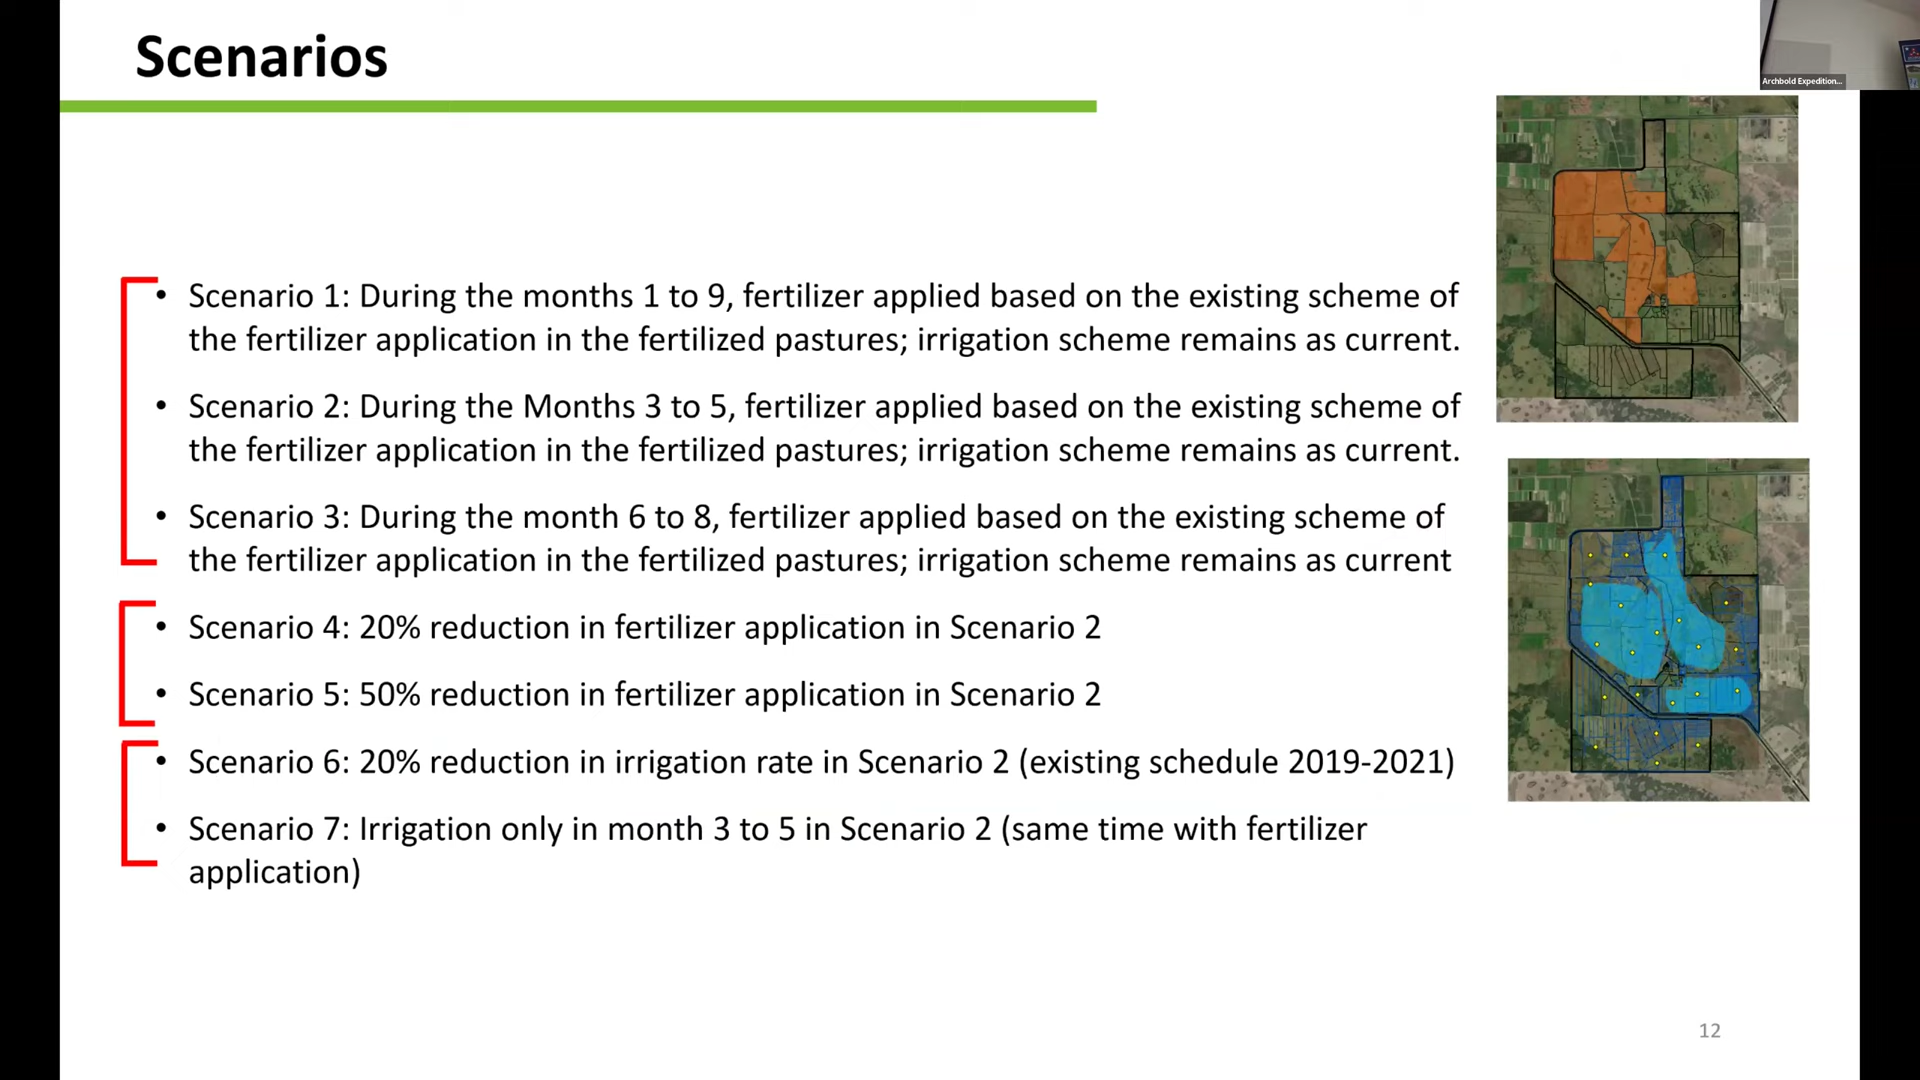 Scenarios
Archbold Expedition...
• Scenario 1: During the months 1 to 9, fertilizer applied based on the existing scheme of
the fertilizer application in the fertilized pastures; irrigation scheme remains as current.
• Scenario 2: During the Months 3 to 5, fertilizer applied based on the existing scheme of
the fertilizer application in the fertilized pastures; irrigation scheme remains as current.
• Scenario 3: During the month 6 to 8, fertilizer applied based on the existing scheme of
the fertilizer application in the fertilized pastures; irrigation scheme remains as current
• Scenario 4: 20% reduction in fertilizer application in Scenario 2
• Scenario 5: 50% reduction in fertilizer application in Scenario 2
• Scenario 6: 20% reduction in irrigation rate in Scenario 2 (existing schedule 2019-2021)
• Scenario 7: Irrigation only in month 3 to 5 in Scenario 2 (same time with fertilizer
application)
12